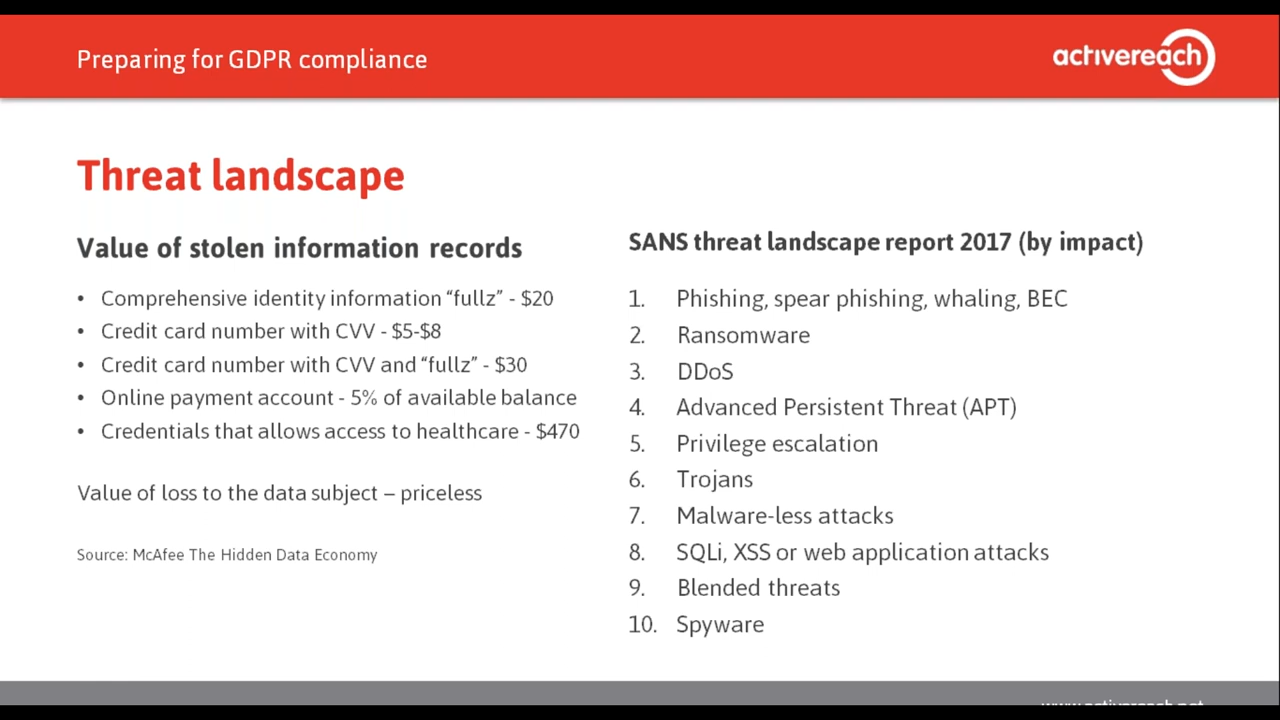 Preparing for GDPR compliance
activereach
Threat landscape
Value of stolen information records
• Comprehensive identity information “fullz” - $20
• Credit card number with CVV - $5-$8
• Credit card number with CVV and “fullz” - $30
• Online payment account - 5% of available balance
• Credentials that allows access to healthcare - $470
Value of loss to the data subject – priceless
Source: McAfee The Hidden Data Economy
SANS threat landscape report 2017 (by impact)
1. Phishing, spear phishing, whaling, BEC
2. Ransomware
3. DDoS
4. Advanced Persistent Threat (APT)
5. Privilege escalation
6. Trojans
7. Malware-less attacks
8. SQLi, XSS or web application attacks
9. Blended threats
10. Spyware
www.activereach.net